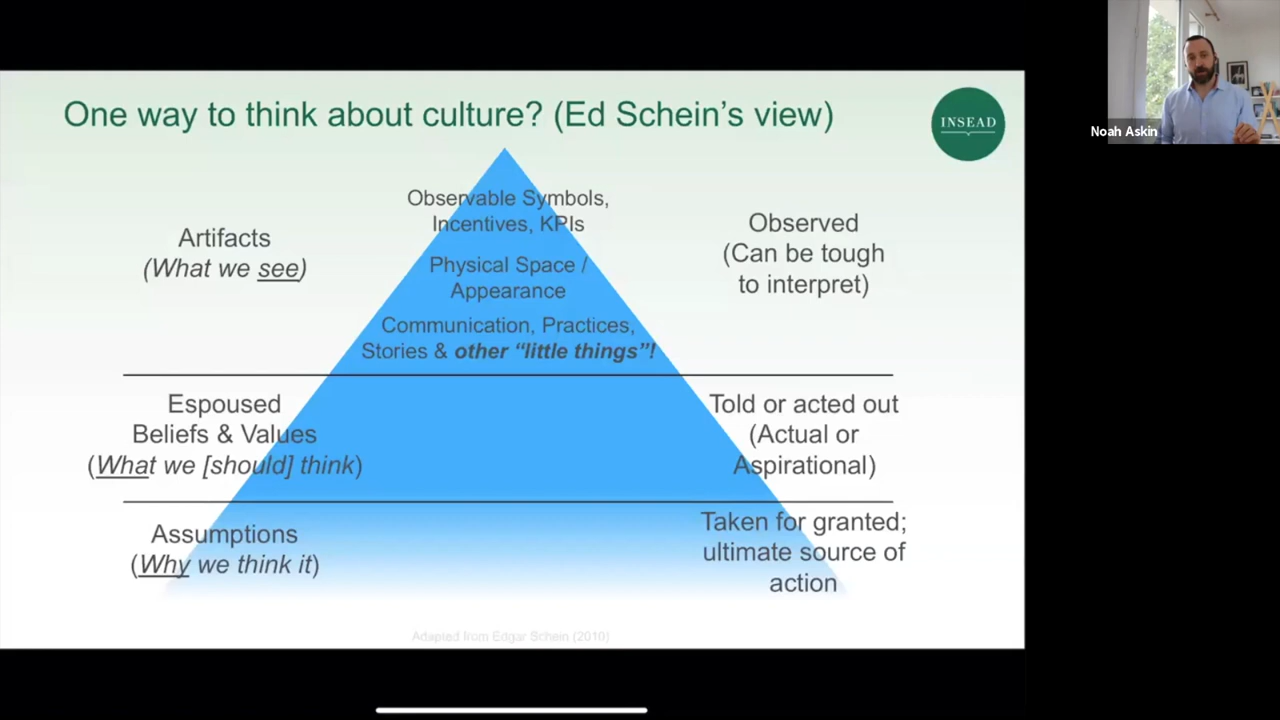 One way to think about culture? (Ed Schein's view)
INSEAD
Noah Askin
Observable Symbols,
Incentives, KPIs
Artifacts
(What we see)
Physical Space /
Appearance
Observed
(Can be tough
to interpret)
Communication, Practices,
Stories & other “little things”!
Espoused
Beliefs & Values
(What we [should] think)
Told or acted out
(Actual or
Aspirational)
Assumptions
(Why we think it)
Taken for granted;
ultimate source of
action
Adapted from Edgar Schein (2010)